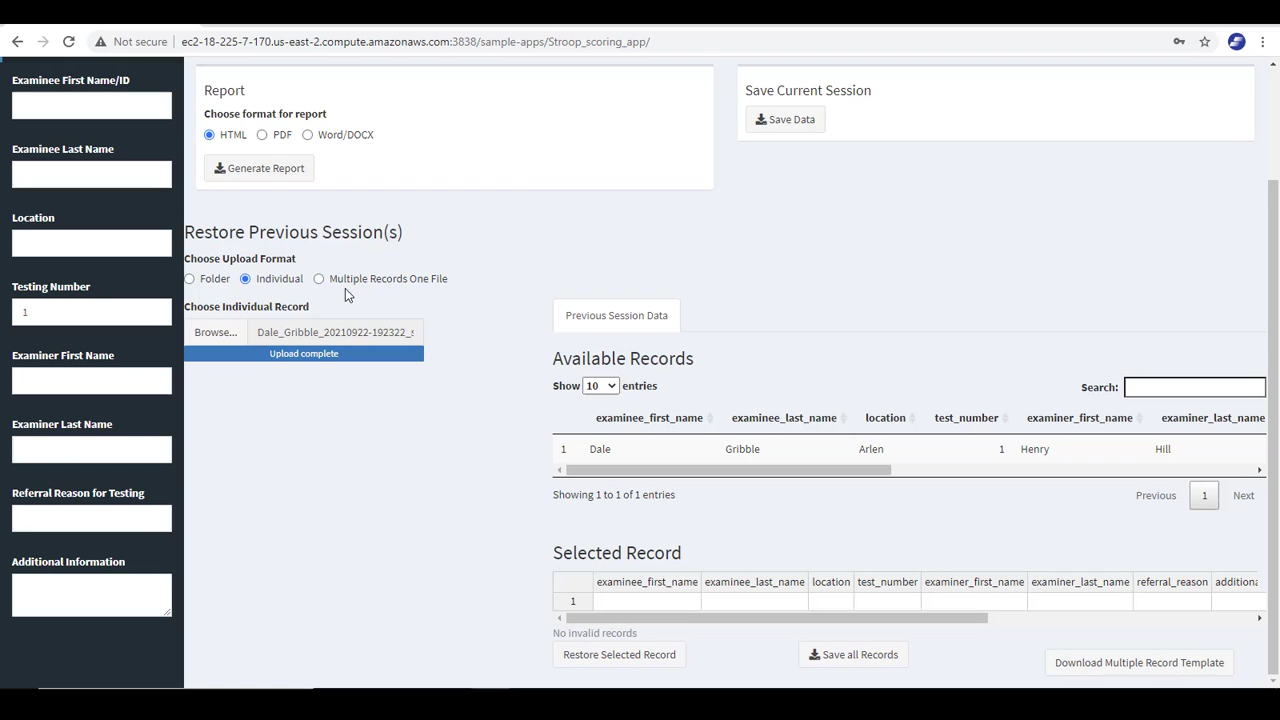 Not secure ec2-18-225-7-170.us-east-2.compute.amazonaws.com:3838/sample-apps/Stroop_scoring_app/
Examinee First Name/ID
Examinee Last Name
Location
Testing Number
1
Examiner First Name
Examiner Last Name
Referral Reason for Testing
Additional Information
Report
Choose format for report
HTML PDF Word/DOCX
Generate Report
Save Current Session
Save Data
Restore Previous Session(s)
Choose Upload Format
Folder Individual Multiple Records One File
Choose Individual Record
Browse... Dale_Gribble_20210922-192322_s
Upload complete
Previous Session Data
Available Records
Show 10 entries
Search:
examinee_first_name examinee_last_name location test_number examiner_first_name examiner_last_name
1 Dale Gribble Arlen 1 Henry Hill
Showing 1 to 1 of 1 entries
Previous 1 Next
Selected Record
examinee_first_name examinee_last_name location test_number examiner_first_name examiner_last_name referral_reason additiona
1
No invalid records
Restore Selected Record
Save all Records
Download Multiple Record Template